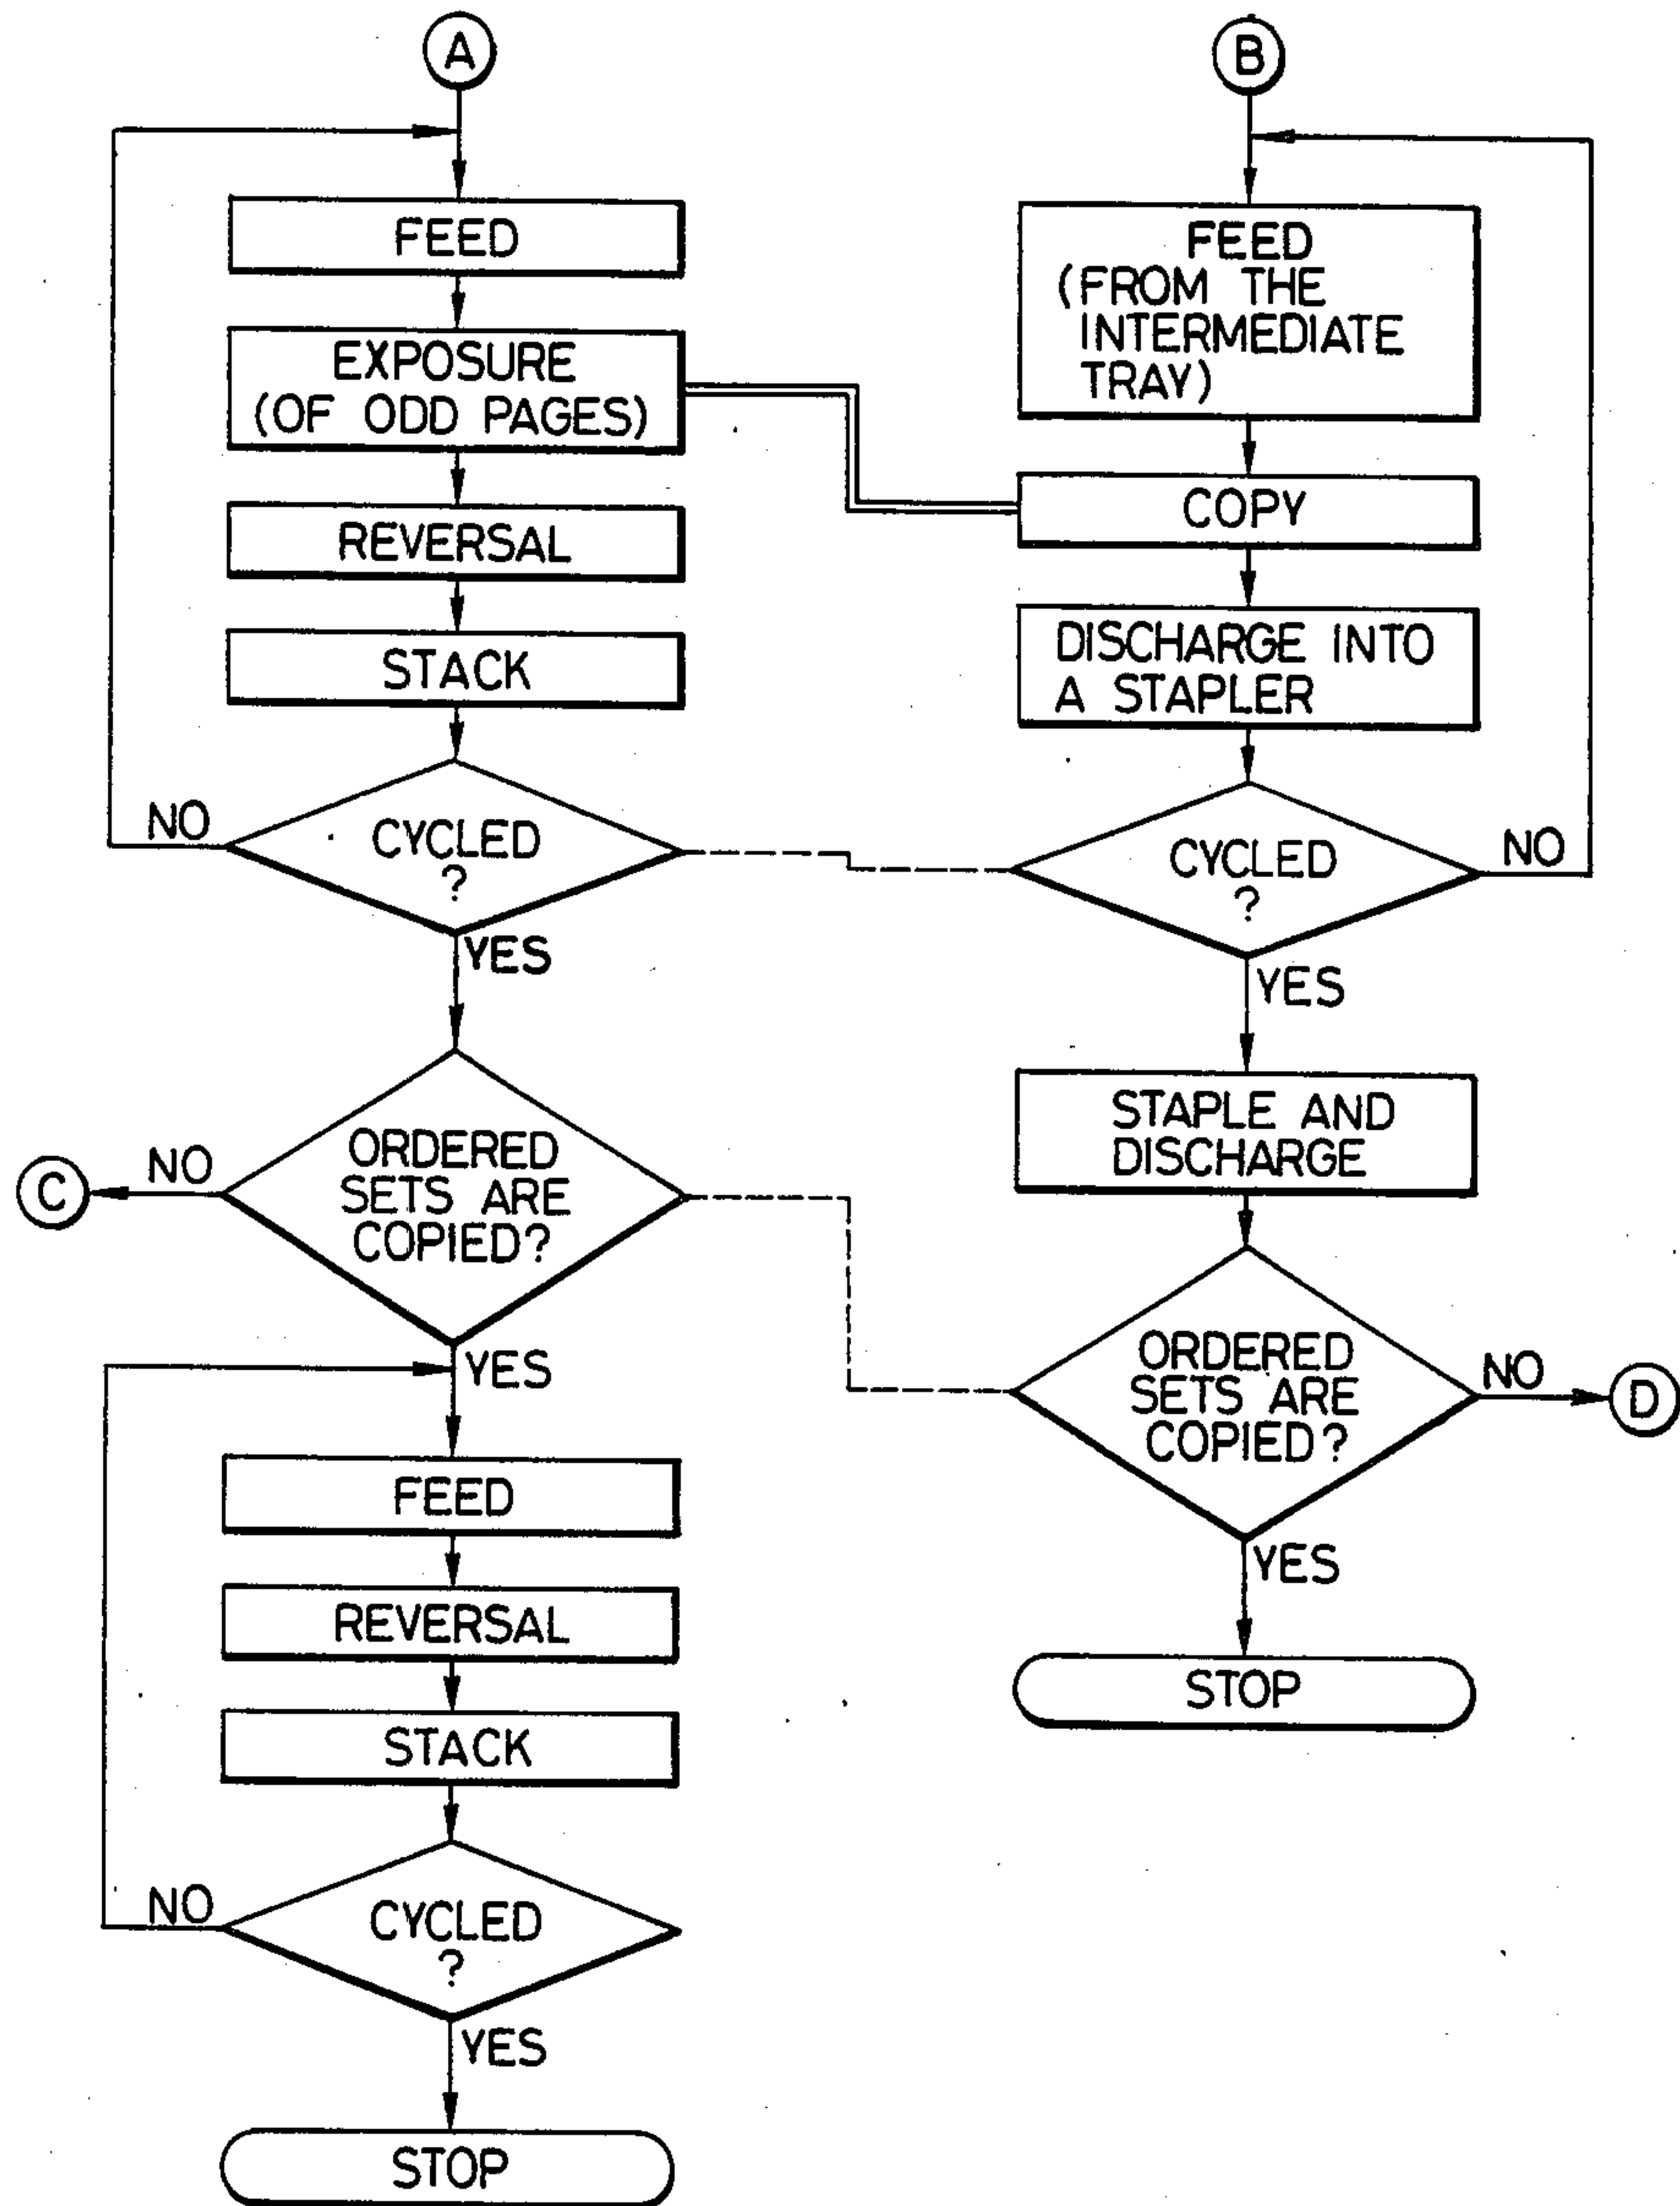 A
FEED
EXPOSURE
(OF ODD PAGES)
REVERSAL
STACK
CYCLED
?
NO
YES
ORDERED
SETS ARE
COPIED?
NO
C
YES
FEED
REVERSAL
STACK
CYCLED
?
NO
YES
STOP
B
FEED
(FROM THE
INTERMEDIATE
TRAY)
COPY
DISCHARGE INTO
A STAPLER
CYCLED
?
NO
YES
STAPLE AND
DISCHARGE
ORDERED
SETS ARE
COPIED?
NO
D
YES
STOP